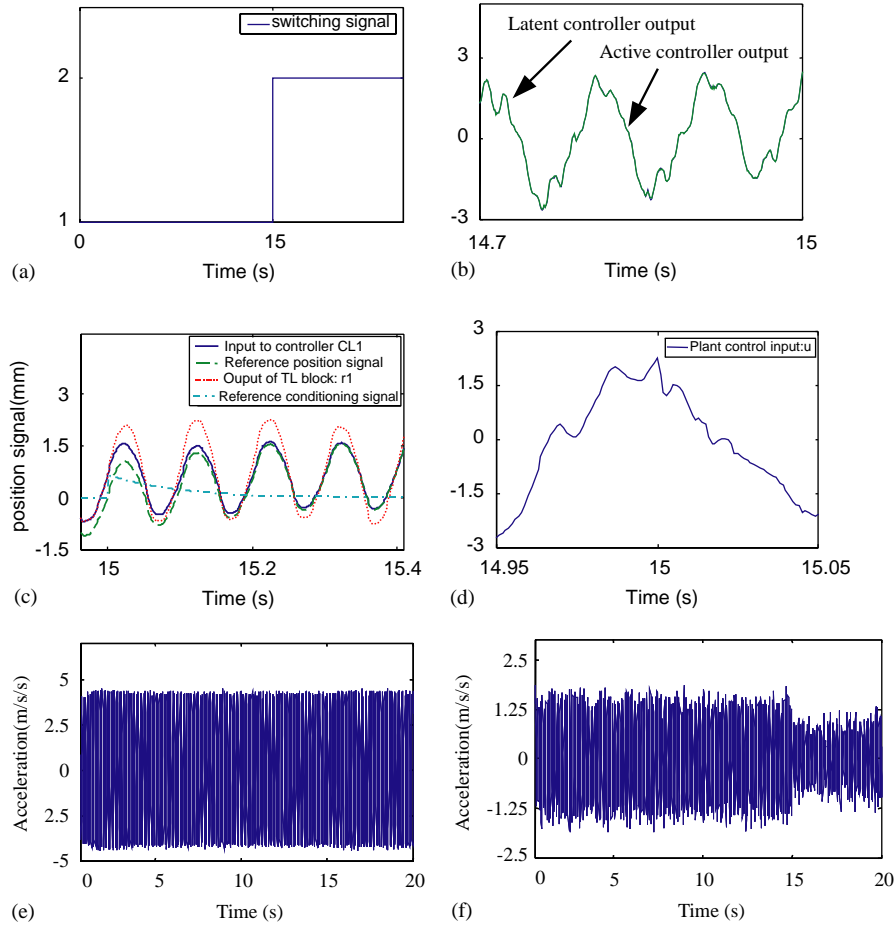 switching signal
2
1
0
15
Time (s)
(a)
Latent controller output
Active controller output
3
0
-3
14.7
15
Time (s)
(b)
position signal(mm)
Input to controller CL1
Reference position signal
Ouput of TL block: r1
Reference conditioning signal
3
1.5
0
-1.5
15
15.2
15.4
Time (s)
(c)
Plant control input:u
3
1.5
0
-1.5
-3
14.95
15
15.05
Time (s)
(d)
Acceleration(m/s/s)
5
2.5
0
2.5
-5
0
5
10
15
20
Time (s)
(e)
Acceleration(m/s/s)
2.5
1.25
0
-1.25
-2.5
0
5
10
15
20
Time (s)
(f)